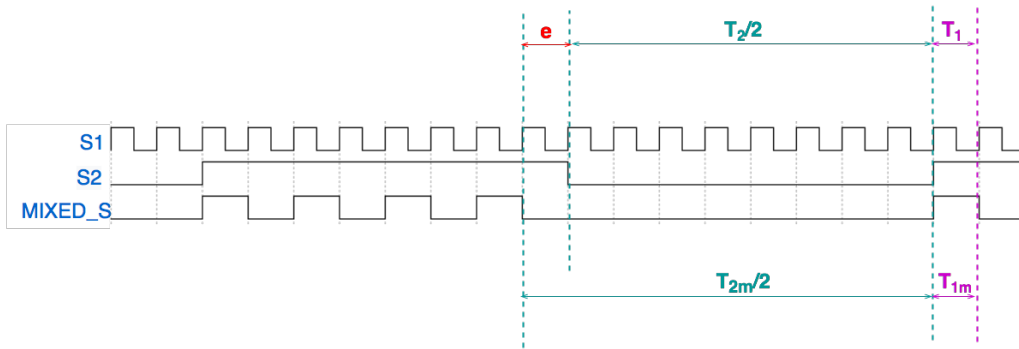 e
T₂/2
T₁
S1
S2
MIXED_S
T₂ₘ/2
T₁ₘ